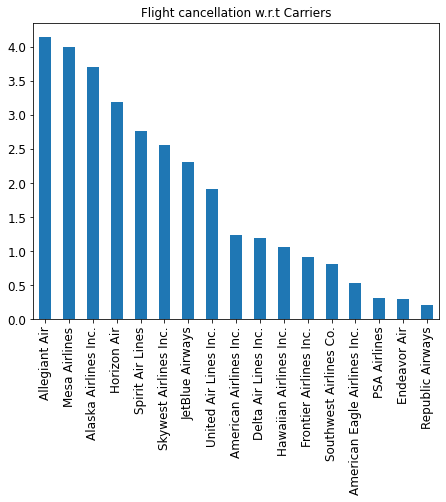 Flight cancellation w.r.t Carriers
4.0
3.5
3.0
2.5
2.0
1.5
1.0
0.5
0.0
Allegiant Air
Mesa Airlines
Alaska Airlines Inc.
Horizon Air
Spirit Air Lines
Skywest Airlines Inc.
JetBlue Airways
United Air Lines Inc.
American Airlines Inc.
Delta Air Lines Inc.
Hawaiian Airlines Inc.
Frontier Airlines Inc.
Southwest Airlines Co.
American Eagle Airlines Inc.
PSA Airlines
Endeavor Air
Republic Airways